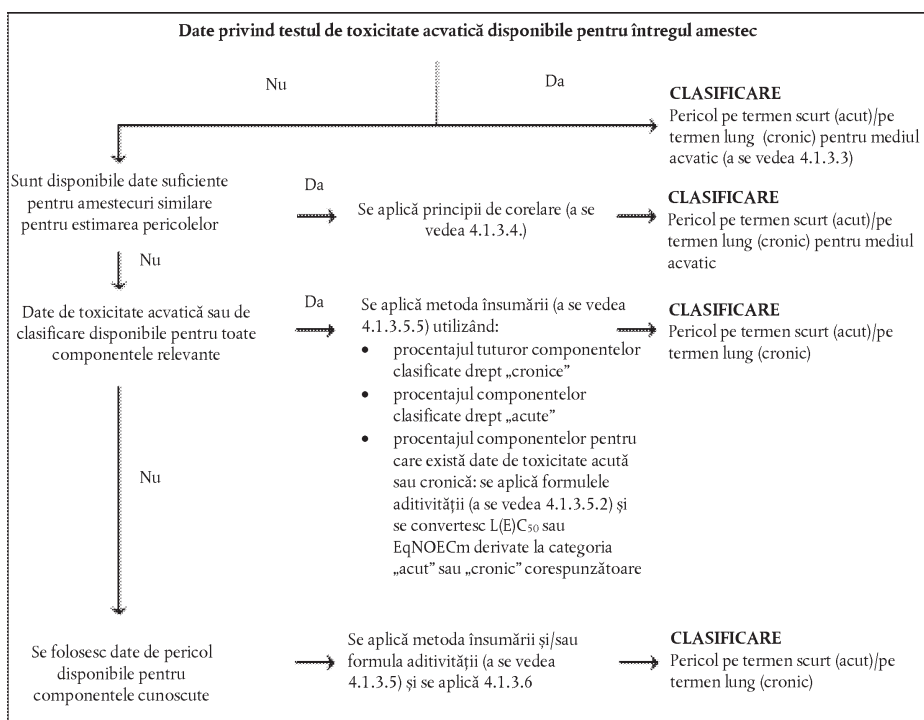 Date privind testul de toxicitate acvatică disponibile pentru întregul amestec
Nu
Da
CLASIFICARE
Pericol pe termen scurt (acut)/pe
termen lung (cronic) pentru mediul
acvatic (a se vedea 4.1.3.3)
Sunt disponibile date suficiente
pentru amestecuri similare
pentru estimarea pericolelor
Da
Se aplică principii de corelare (a se
vedea 4.1.3.4.)
CLASIFICARE
Pericol pe termen scurt (acut)/pe
termen lung (cronic) pentru mediul
acvatic
Nu
Date de toxicitate acvatică sau de
clasificare disponibile pentru toate
componentele relevante
Da
Se aplică metoda însumării (a se vedea
4.1.3.5.5) utilizând:
• procentajul tuturor componentelor
clasificate drept „cronice”
• procentajul componentelor
clasificate drept „acute”
• procentajul componentelor pentru
care există date de toxicitate acută
sau cronică: se aplică formulele
aditivității (a se vedea 4.1.3.5.2) și
se convertesc L(E)C₅₀ sau
EqNOECm derivate la categoria
„acut” sau „cronic” corespunzătoare
CLASIFICARE
Pericol pe termen scurt (acut)/pe
termen lung (cronic)
Nu
Se folosesc date de pericol
disponibile pentru
componentele cunoscute
Se aplică metoda însumării și/sau
formula aditivității (a se vedea
4.1.3.5) și se aplică 4.1.3.6
CLASIFICARE
Pericol pe termen scurt (acut)/pe
termen lung (cronic)